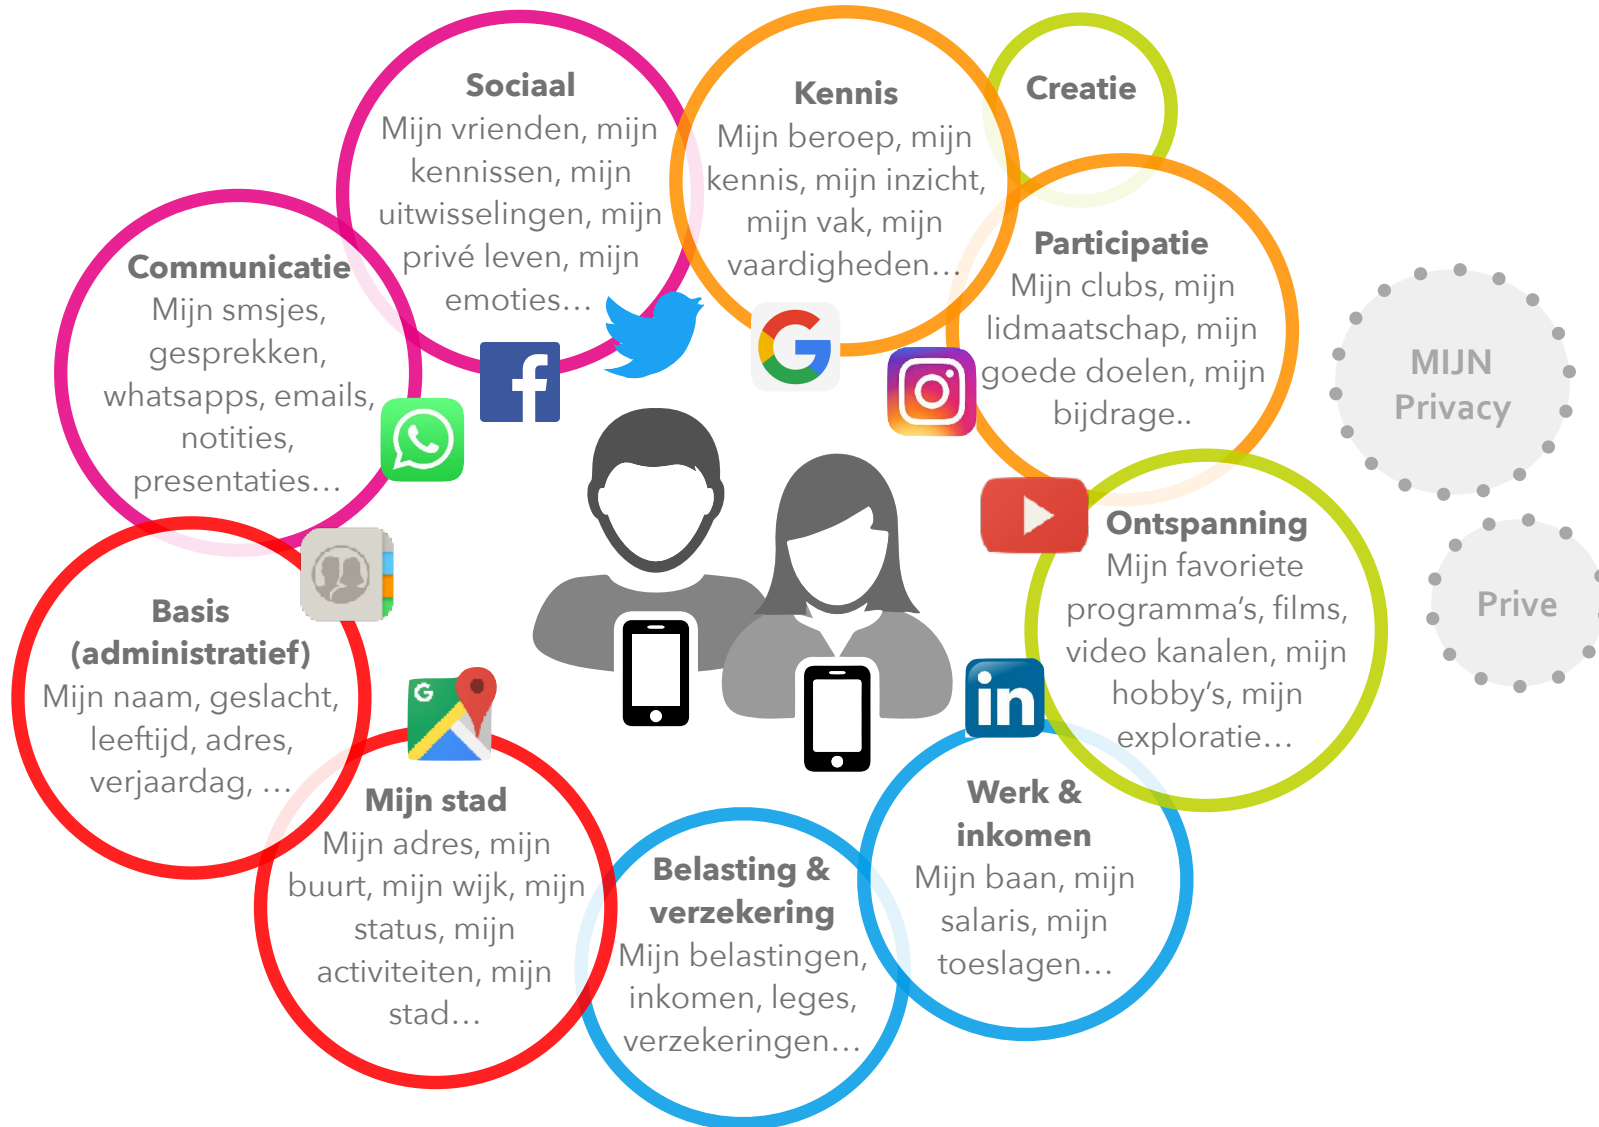 Sociaal
Mijn vrienden, mijn
kennissen, mijn
uitwisselingen, mijn
privé leven, mijn
emoties…
Kennis
Mijn beroep, mijn
kennis, mijn inzicht,
mijn vak, mijn
vaardigheden…
Creatie
Participatie
Mijn clubs, mijn
lidmaatschap, mijn
goede doelen, mijn
bijdrage..
MIJN
Privacy
Communicatie
Mijn smsjes,
gesprekken,
whatsapps, emails,
notities,
presentaties…
f
G
Ontspanning
Mijn favoriete
programma’s, films,
video kanalen, mijn
hobby’s, mijn
exploratie…
Prive
Basis
(administratief)
Mijn naam, geslacht,
leeftijd, adres,
verjaardag, …
G
in
Mijn stad
Mijn adres, mijn
buurt, mijn wijk, mijn
status, mijn
activiteiten, mijn
stad…
Belasting &
verzekering
Mijn belastingen,
inkomen, leges,
verzekeringen…
Werk &
inkomen
Mijn baan, mijn
salaris, mijn
toeslagen…